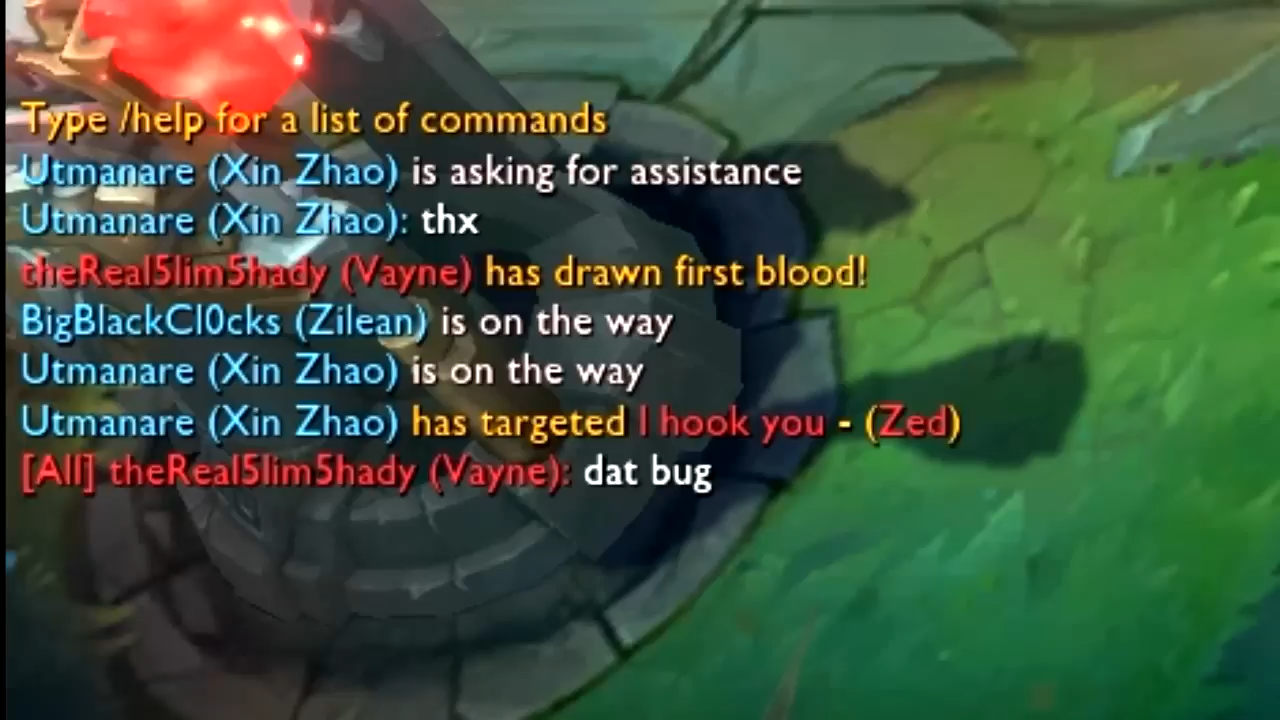 Type /help for a list of commands
Utmanare (Xin Zhao) is asking for assistance
Utmanare (Xin Zhao): thx
theReal5lim5hady (Vayne) has drawn first blood!
BigBlackCl0cks (Zilean) is on the way
Utmanare (Xin Zhao) is on the way
Utmanare (Xin Zhao) has targeted I hook you - (Zed)
[All] theReal5lim5hady (Vayne): dat bug